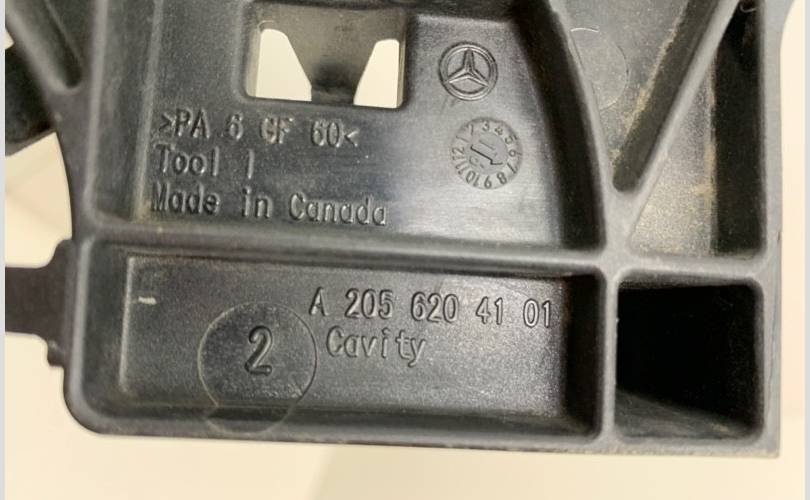 >PA 6 GF 60<
Tool 1
Made in Canada
A 205 620 41 01
Cavity
2